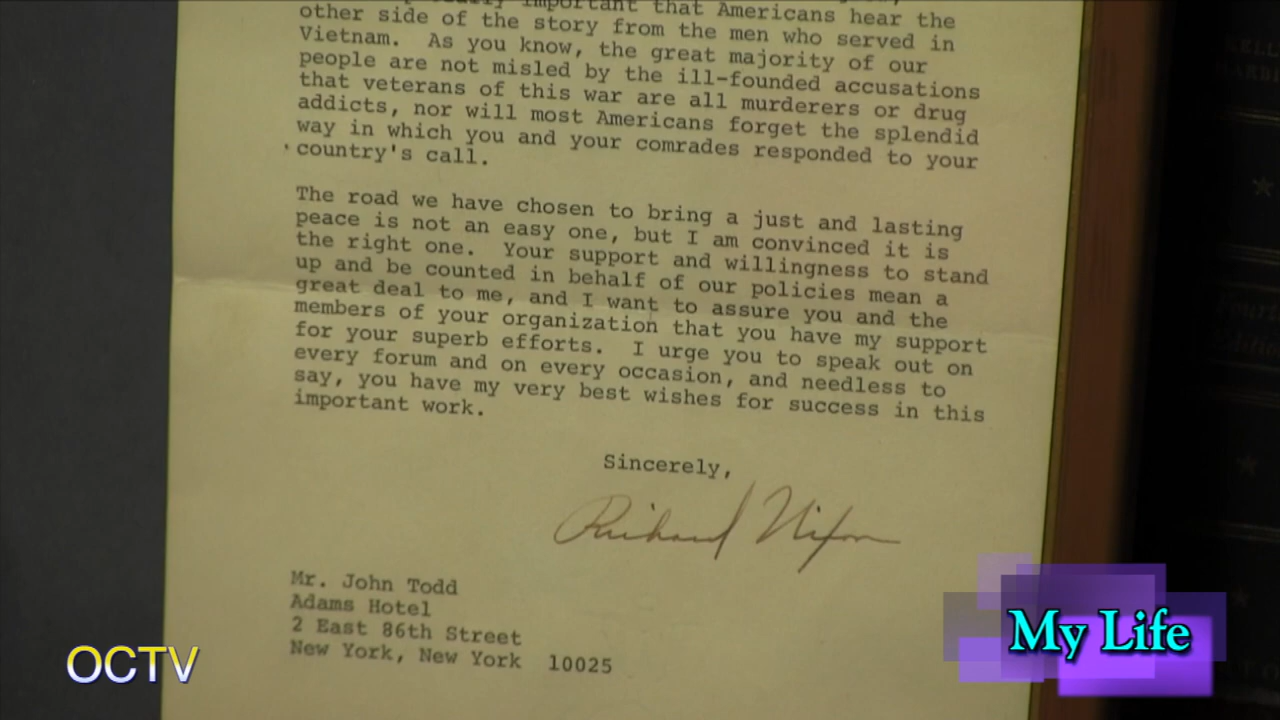 important that Americans hear the
other side of the story from the men who served in
Vietnam. As you know, the great majority of our
people are not misled by the ill-founded accusations
that veterans of this war are all murderers or drug
addicts, nor will most Americans forget the splendid
way in which you and your comrades responded to your
country's call.
The road we have chosen to bring a just and lasting
peace is not an easy one, but I am convinced it is
the right one. Your support and willingness to stand
up and be counted in behalf of our policies mean a
great deal to me, and I want to assure you and the
members of your organization that you have my support
for your superb efforts. I urge you to speak out on
every forum and on every occasion, and needless to
say, you have my very best wishes for success in this
important work.
Sincerely,
Richard Nixon
Mr. John Todd
Adams Hotel
2 East 86th Street
New York, New York 10025
OCTV
My Life